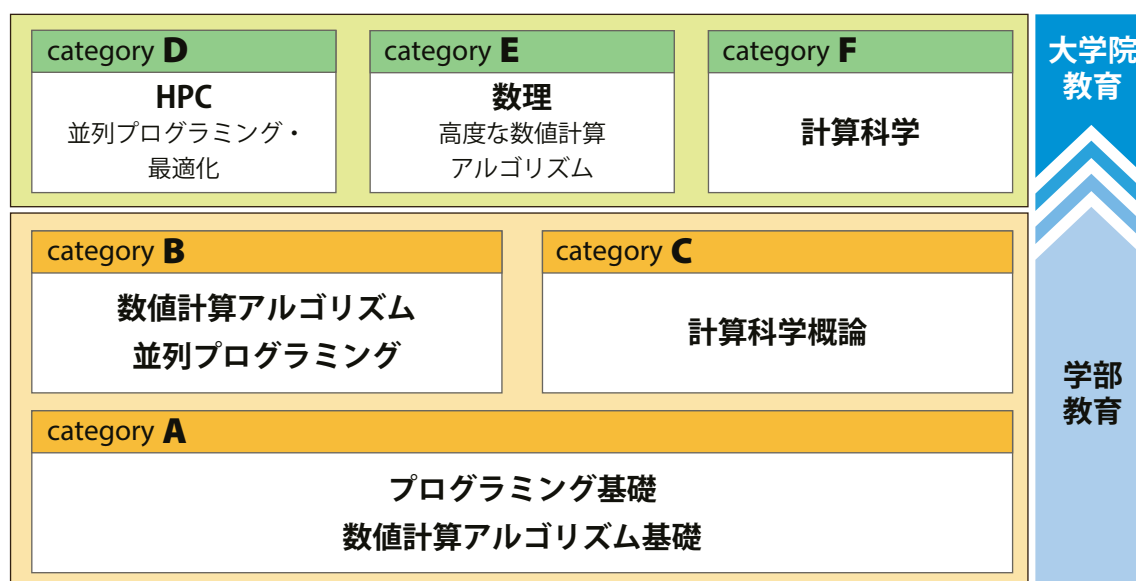 category D
HPC
並列プログラミング・
最適化
category E
数理
高度な数値計算
アルゴリズム
category F
計算科学
大学院
教育
category B
数値計算アルゴリズム
並列プログラミング
category C
計算科学概論
category A
プログラミング基礎
数値計算アルゴリズム基礎
学部
教育